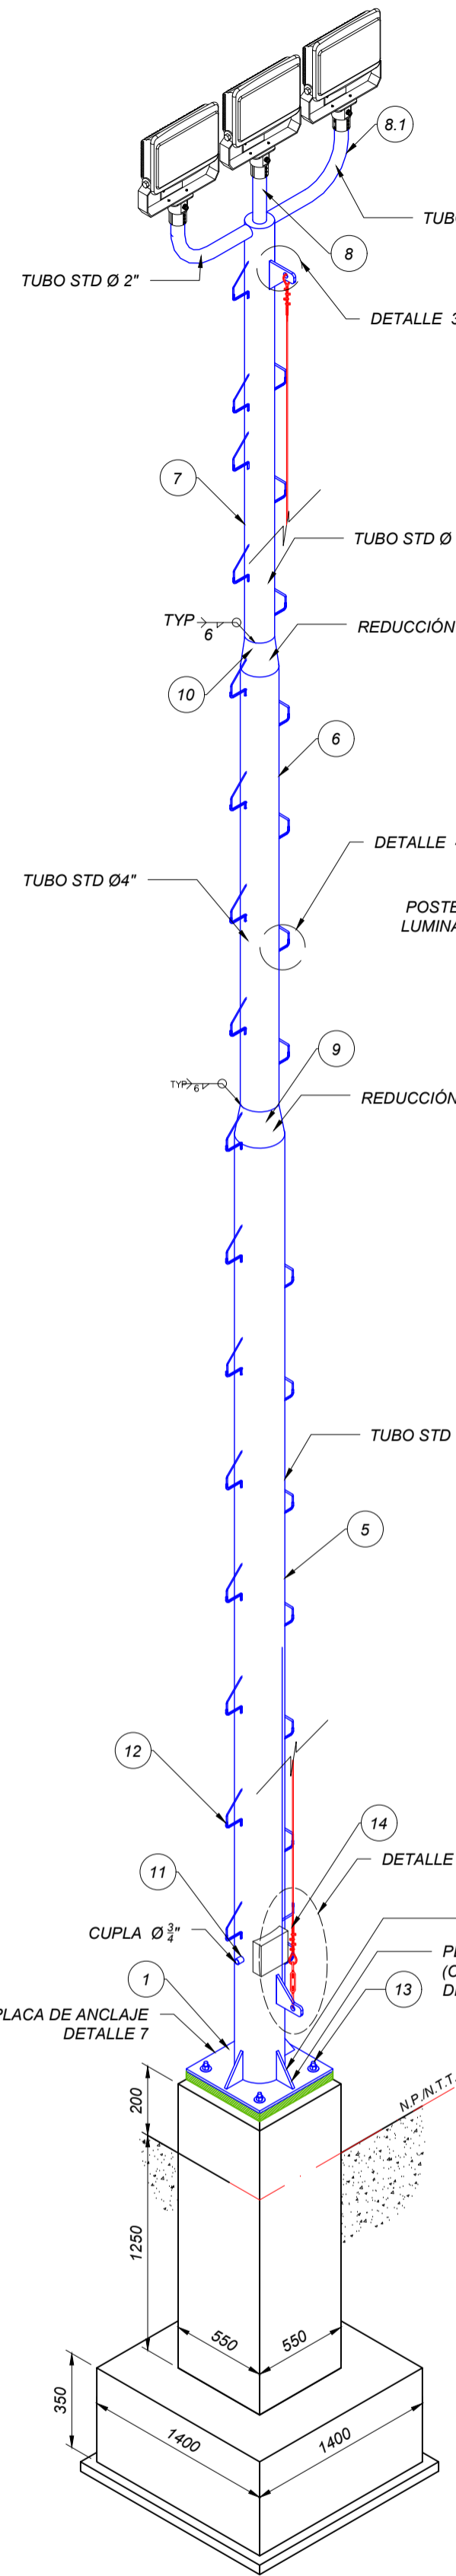 8.1
TUBO
8
TUBO STD Ø 2"
DETALLE 3
7
TUBO STD Ø
TYP 6
REDUCCIÓN
10
6
DETALLE
TUBO STD Ø4"
POSTE
LUMINA
9
TYP 6
REDUCCIÓN
TUBO STD
5
12
14
11
DETALLE
CUPLA Ø 3/4"
1
13
PLACA DE ANCLAJE
DETALLE 7
200
N.P./N.T.T.
1250
550
550
350
1400
1400